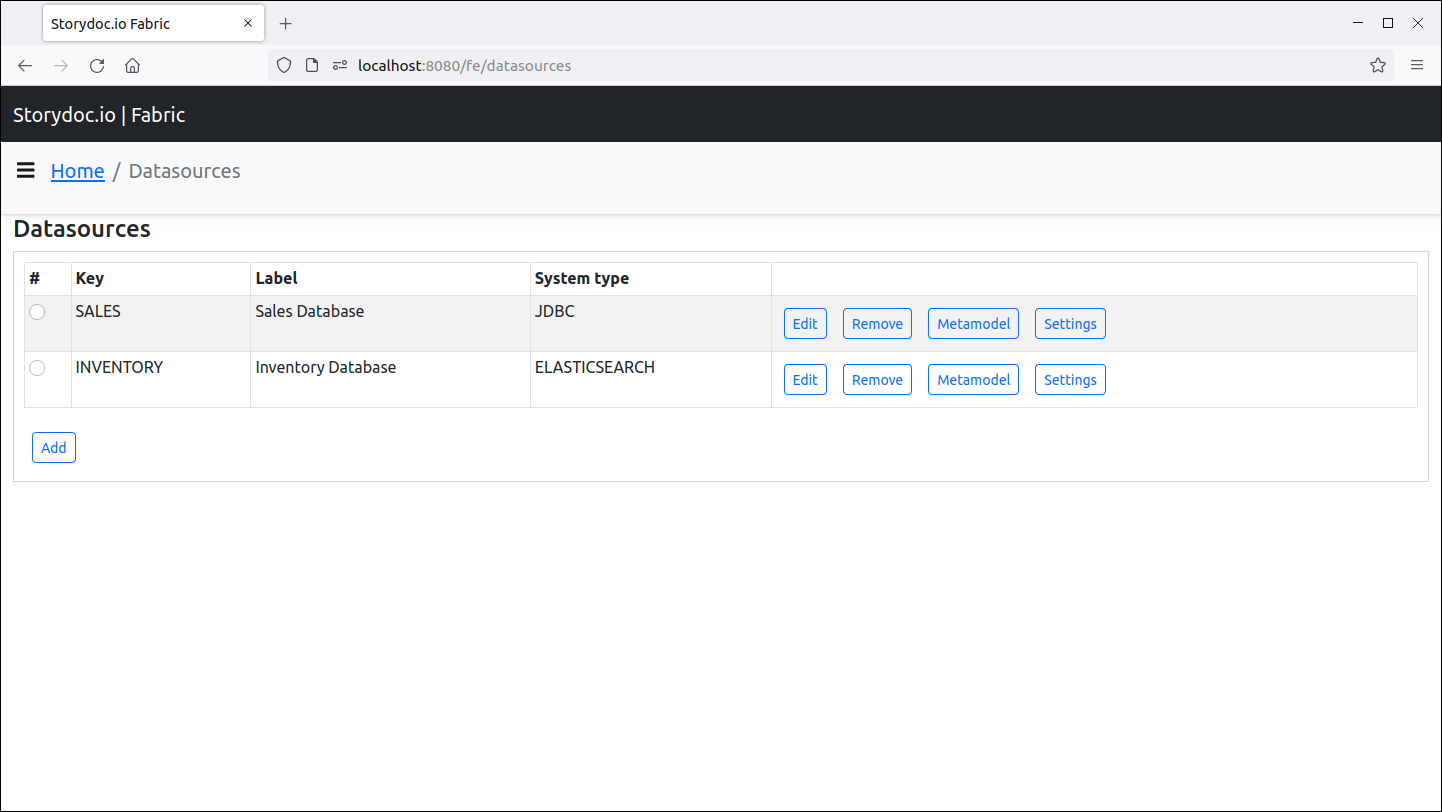 Storydoc.io Fabric
localhost:8080/fe/datasources
Storydoc.io | Fabric
Home / Datasources
Datasources
# Key Label System type
SALES Sales Database JDBC Edit Remove Metamodel Settings
INVENTORY Inventory Database ELASTICSEARCH Edit Remove Metamodel Settings
Add